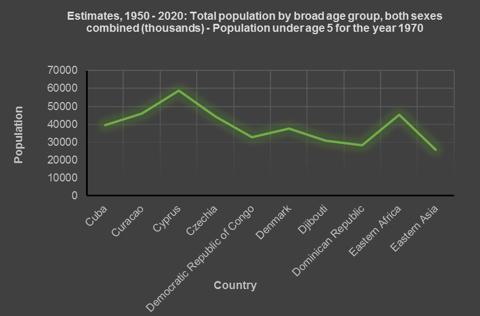 Estimates, 1950 - 2020: Total population by broad age group, both sexes
combined (thousands) - Population under age 5 for the year 1970
Population
70000
60000
50000
40000
30000
20000
10000
0
Cuba
Curacao
Cyprus
Czechia
Democratic Republic of Congo
Denmark
Djibouti
Dominican Republic
Eastern Africa
Eastern Asia
Country